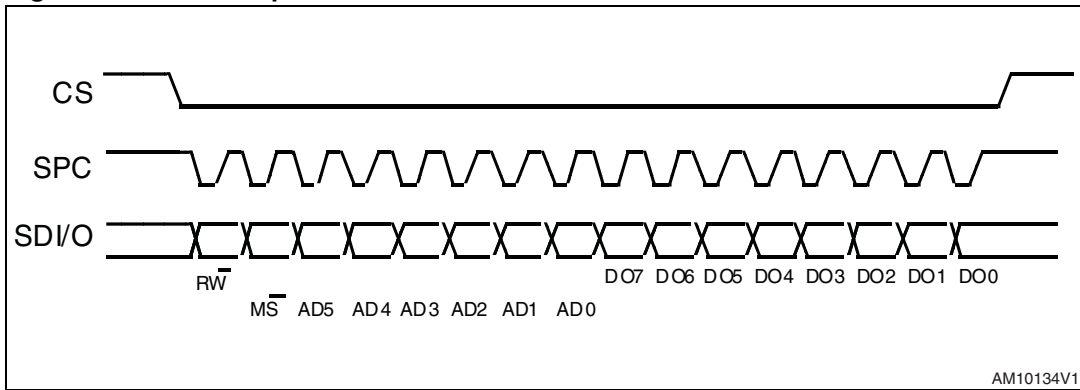 CS
SPC
SDI/O
RW
DO7 DO6 DO5 DO4 DO3 DO2 DO1 DO0
MS AD5 AD4 AD3 AD2 AD1 AD0
AM10134V1